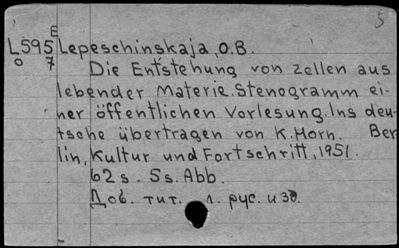 5
E
L595 Lepeschinskaja, O.B.
o 7
Die Entstehung von Zellen aus
lebender Materie. Stenogramm ei-
ner öffentlichen Vorlesung. Ins deu-
tsche übertragen von K. Horn. Ber
lin, Kultur und Fortschritt, 1951.
62 s. Ss. Abb.
Доб. тит. л. рус. изд.